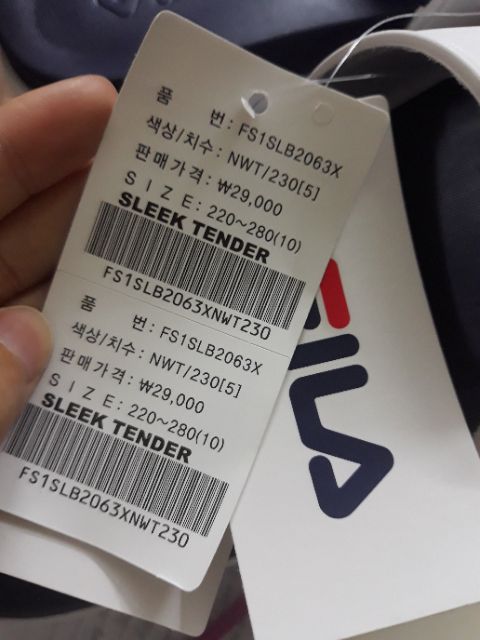 품 번: FS1SLB2063X
색상/치수: NWT/230[5]
판매가격: ₩29,000
SIZE: 220~280(10)
SLEEK TENDER
FS1SLB2063XNWT230
품 번: FS1SLB2063X
색상/치수: NWT/230[5]
판매가격: ₩29,000
SIZE: 220~280(10)
SLEEK TENDER
FS1SLB2063XNWT230
FILA